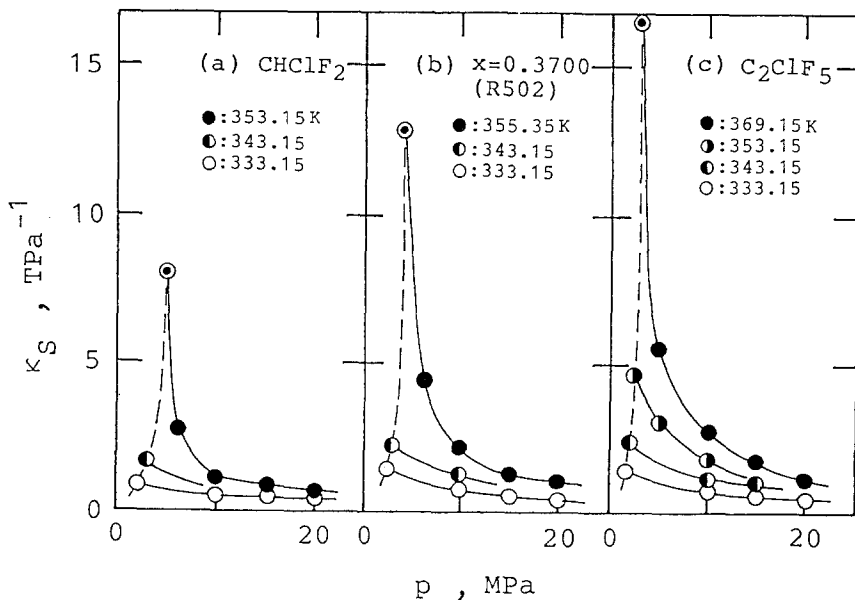 (a) CHClF₂
●:353.15K
◐:343.15
○:333.15
(b) x=0.3700
(R502)
●:355.35K
◐:343.15
○:333.15
(c) C₂ClF₅
●:369.15K
◑:353.15
◐:343.15
○:333.15
15
10
5
0
κS , TPa⁻¹
0
20
0
20
0
20
p , MPa